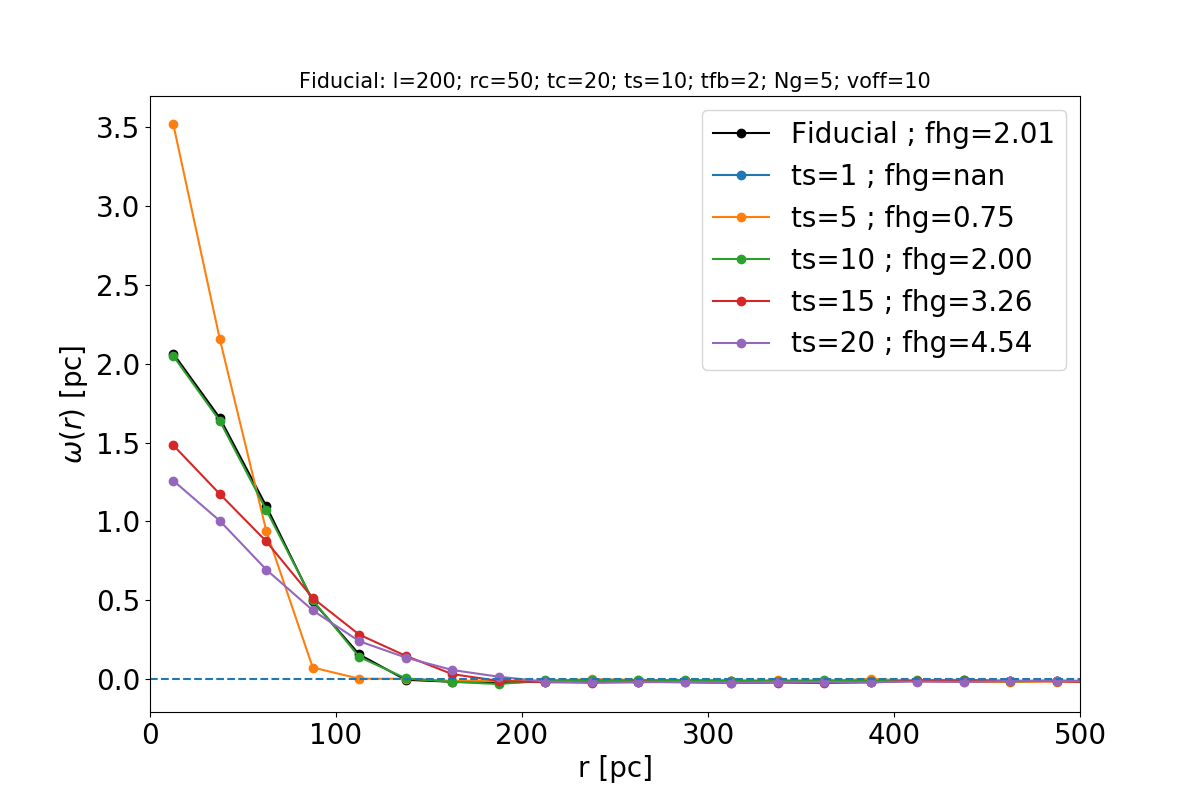 Fiducial: l=200; rc=50; tc=20; ts=10; tfb=2; Ng=5; voff=10
Fiducial ; fhg=2.01
ts=1 ; fhg=nan
ts=5 ; fhg=0.75
ts=10 ; fhg=2.00
ts=15 ; fhg=3.26
ts=20 ; fhg=4.54
3.5
3.0
2.5
2.0
1.5
1.0
0.5
0.0
ω(r) [pc]
0 100 200 300 400 500
r [pc]